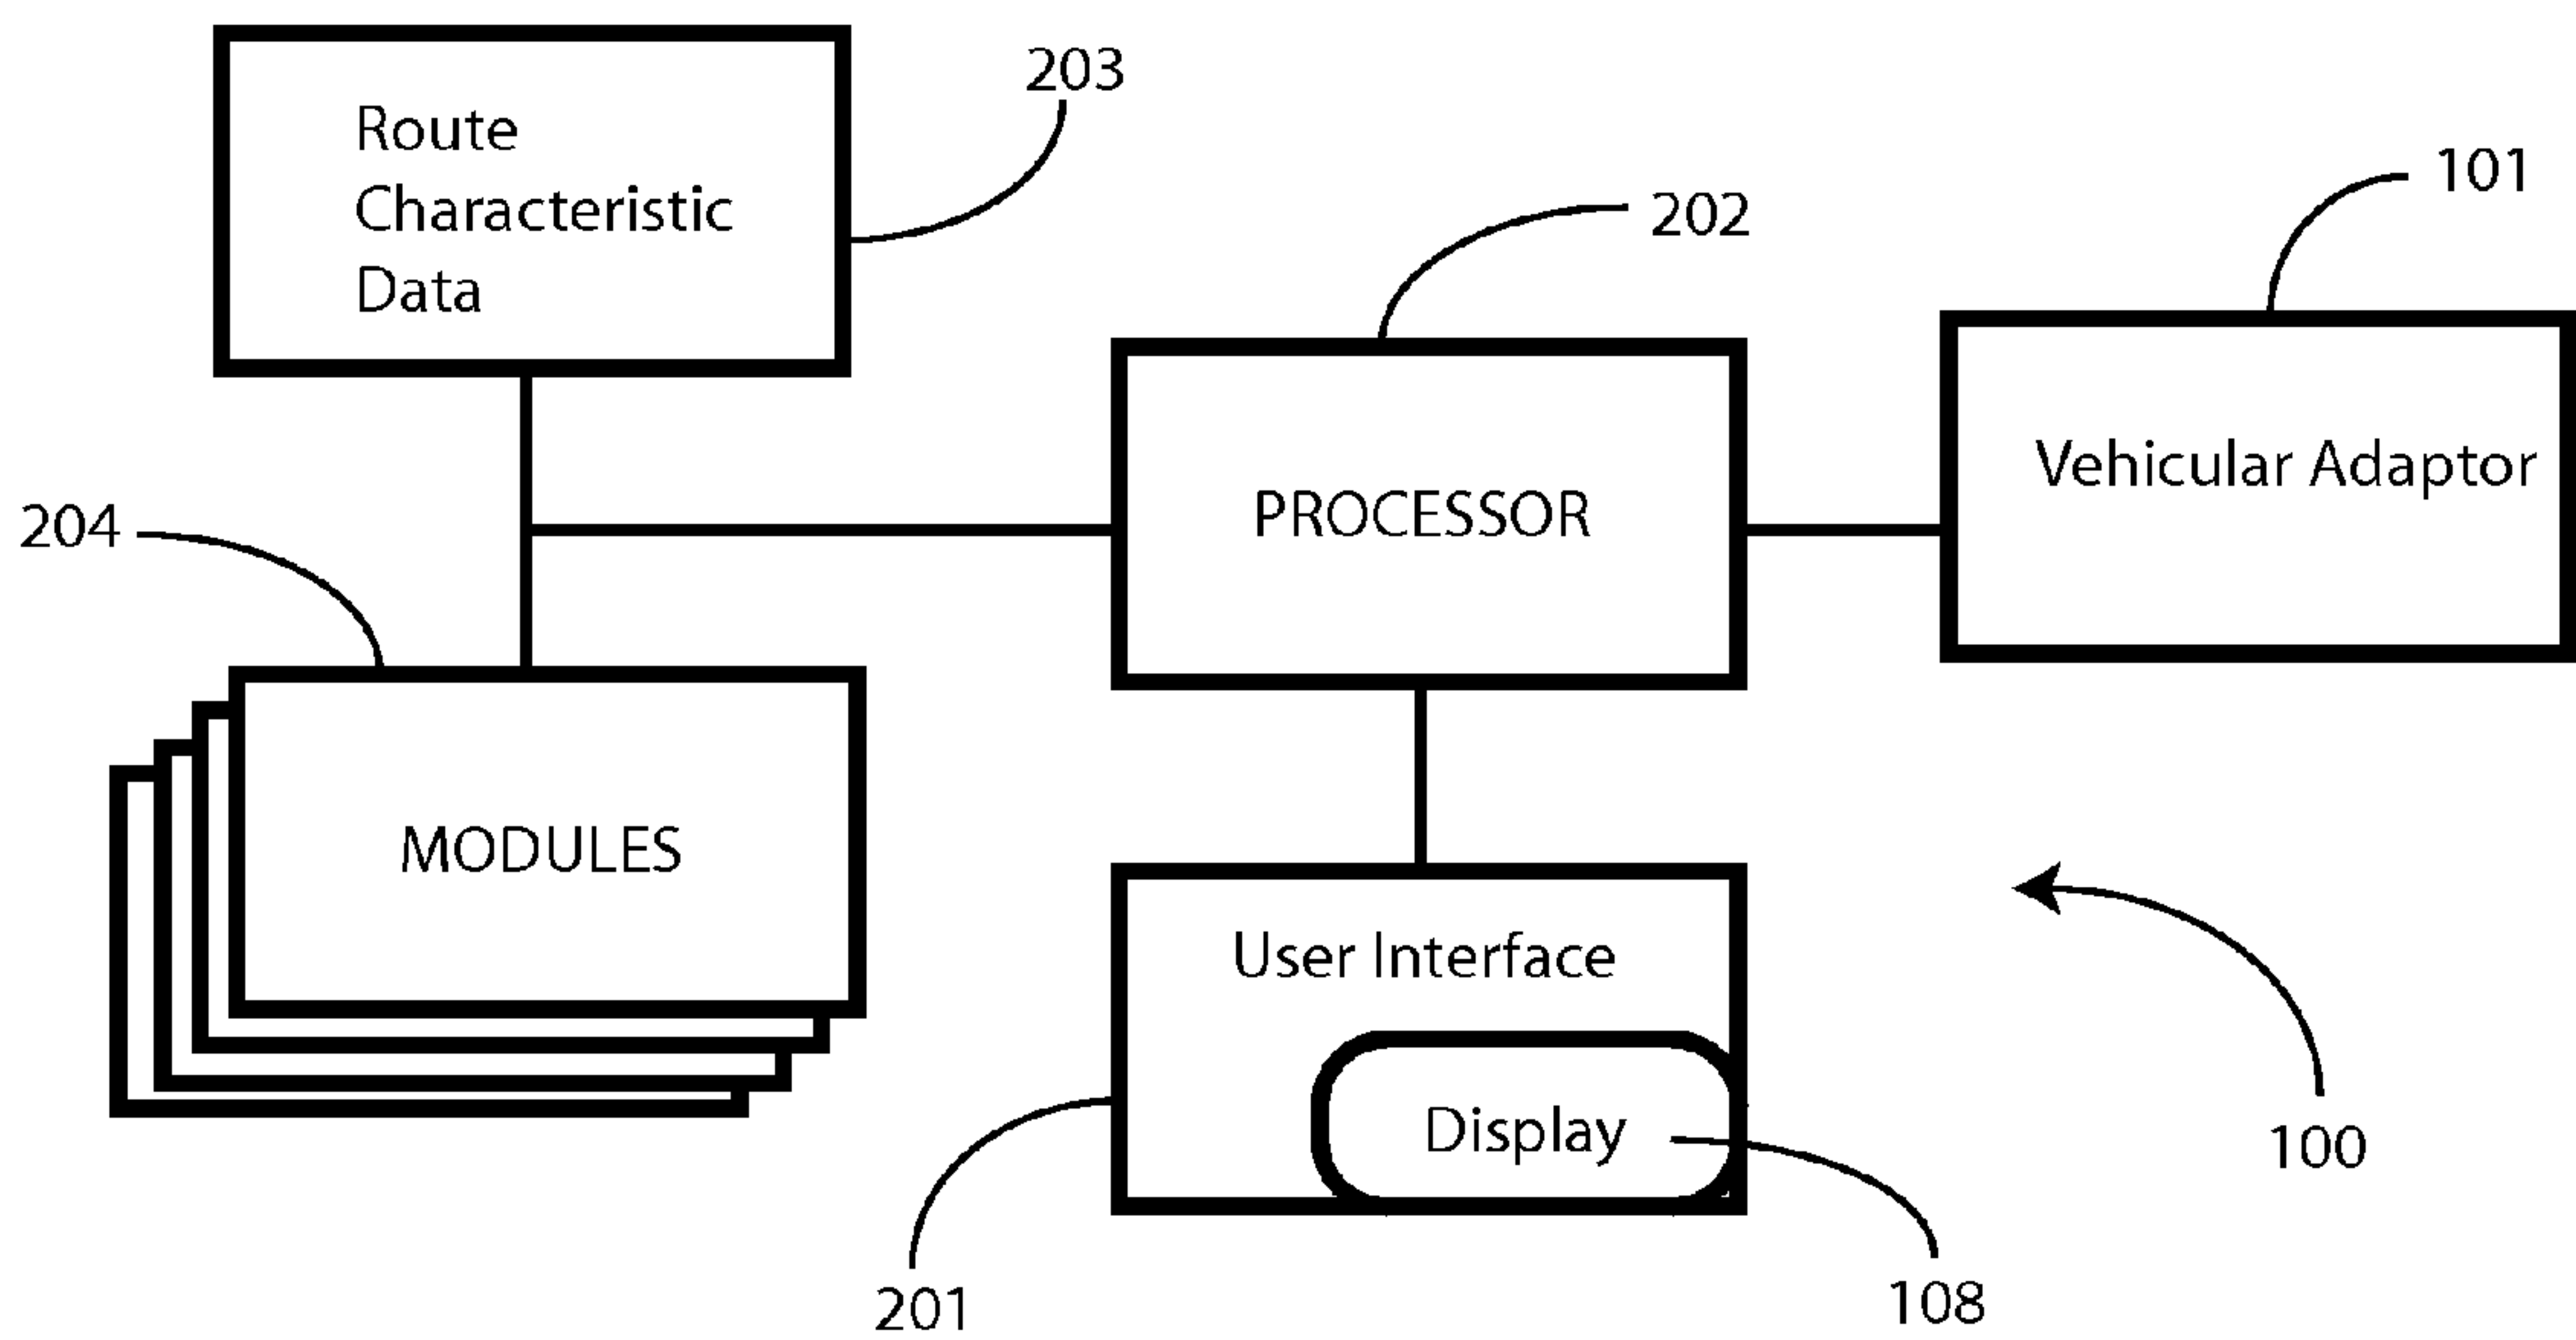 203
Route
Characteristic
Data
101
202
Vehicular Adaptor
PROCESSOR
204
MODULES
User Interface
Display
100
201
108